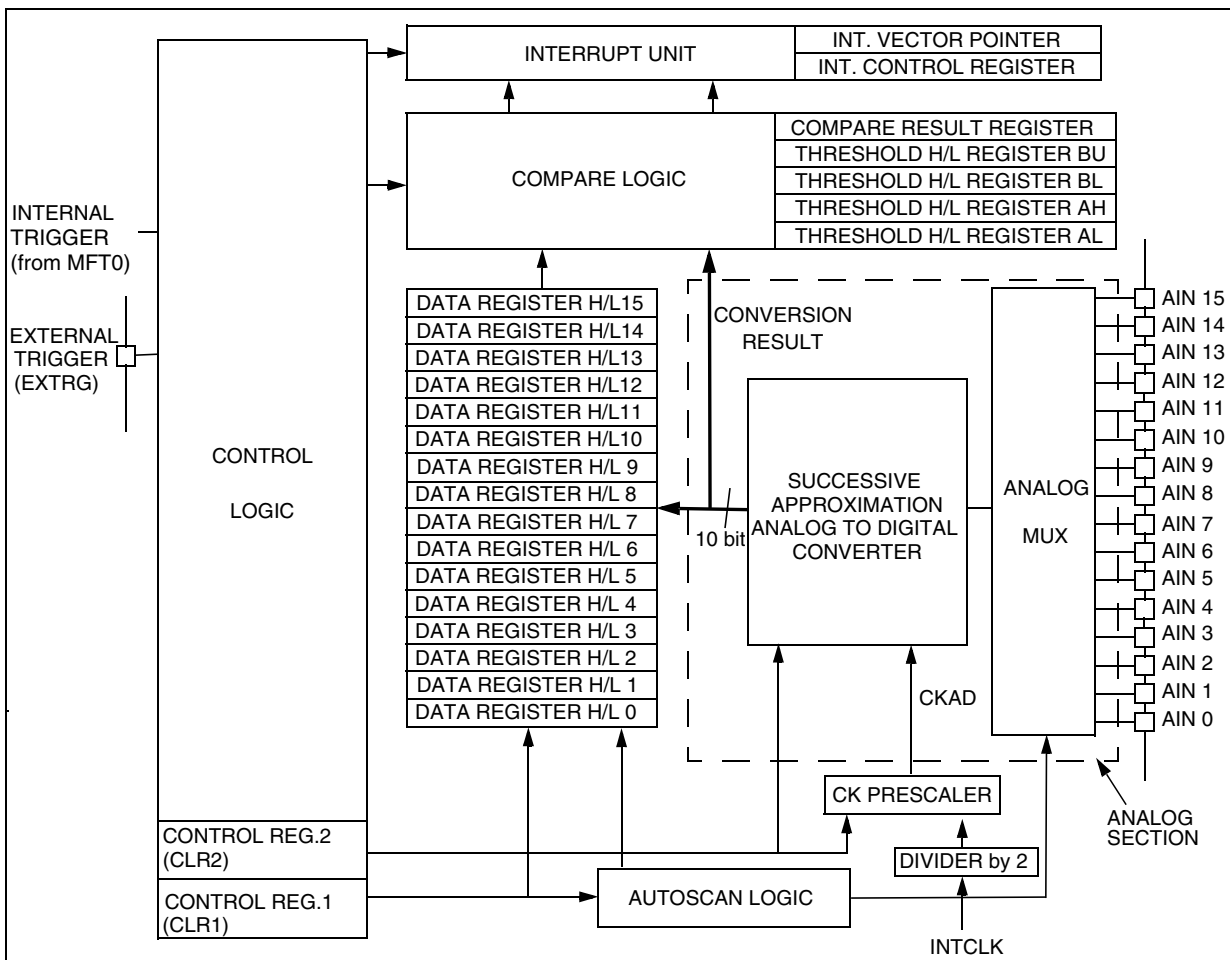 INTERRUPT UNIT
INT. VECTOR POINTER
INT. CONTROL REGISTER
COMPARE LOGIC
COMPARE RESULT REGISTER
THRESHOLD H/L REGISTER BU
THRESHOLD H/L REGISTER BL
THRESHOLD H/L REGISTER AH
THRESHOLD H/L REGISTER AL
INTERNAL
TRIGGER
(from MFT0)
EXTERNAL
TRIGGER
(EXTRG)
CONTROL
LOGIC
DATA REGISTER H/L15
DATA REGISTER H/L14
DATA REGISTER H/L13
DATA REGISTER H/L12
DATA REGISTER H/L11
DATA REGISTER H/L10
DATA REGISTER H/L 9
DATA REGISTER H/L 8
DATA REGISTER H/L 7
DATA REGISTER H/L 6
DATA REGISTER H/L 5
DATA REGISTER H/L 4
DATA REGISTER H/L 3
DATA REGISTER H/L 2
DATA REGISTER H/L 1
DATA REGISTER H/L 0
CONVERSION
RESULT
10 bit
SUCCESSIVE
APPROXIMATION
ANALOG TO DIGITAL
CONVERTER
ANALOG
MUX
AIN 15
AIN 14
AIN 13
AIN 12
AIN 11
AIN 10
AIN 9
AIN 8
AIN 7
AIN 6
AIN 5
AIN 4
AIN 3
AIN 2
AIN 1
AIN 0
CKAD
CK PRESCALER
ANALOG
SECTION
DIVIDER by 2
CONTROL REG.2
(CLR2)
CONTROL REG.1
(CLR1)
AUTOSCAN LOGIC
INTCLK